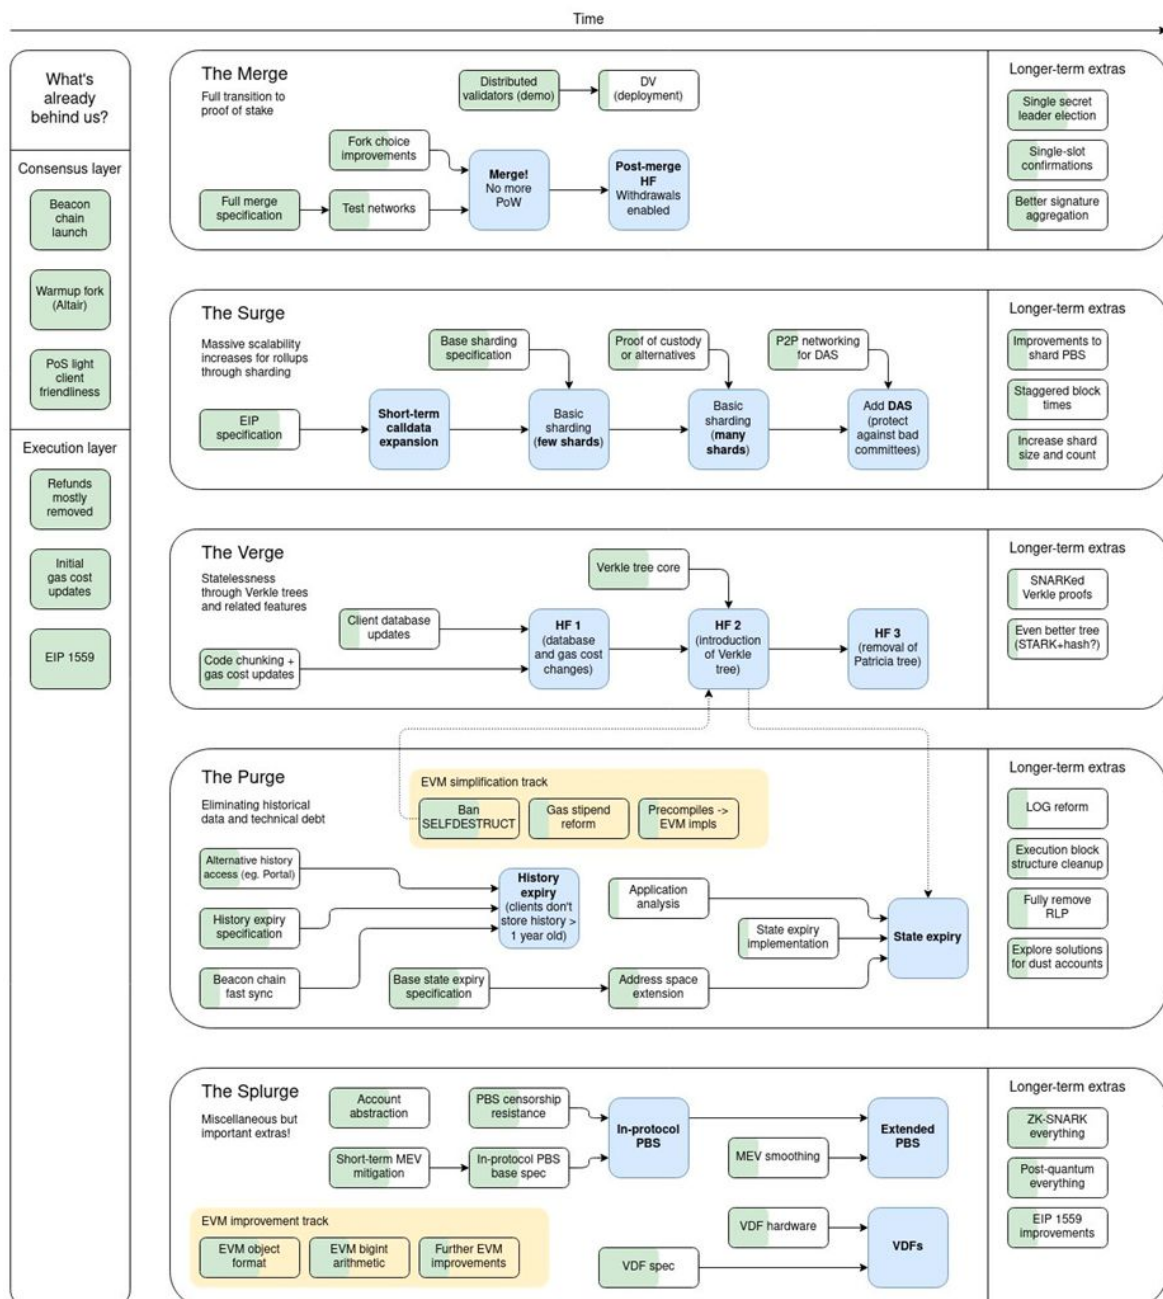 Time
What's
already
behind us?
Consensus layer
Beacon
chain
launch
Warmup fork
(Altair)
PoS light
client
friendliness
Execution layer
Refunds
mostly
removed
Initial
gas cost
updates
EIP 1559
The Merge
Full transition to
proof of stake
Distributed
validators (demo)
DV
(deployment)
Fork choice
improvements
Full merge
specification
Test networks
Merge!
No more
PoW
Post-merge
HF
Withdrawals
enabled
Longer-term extras
Single secret
leader election
Single-slot
confirmations
Better signature
aggregation
The Surge
Massive scalability
increases for rollups
through sharding
Base sharding
specification
Proof of custody
or alternatives
P2P networking
for DAS
EIP
specification
Short-term
calldata
expansion
Basic
sharding
(few shards)
Basic
sharding
(many
shards)
Add DAS
(protect
against bad
committees)
Longer-term extras
Improvements to
shard PBS
Staggered block
times
Increase shard
size and count
The Verge
Statelessness
through Verkle trees
and related features
Verkle tree core
Client database
updates
Code chunking +
gas cost updates
HF 1
(database
and gas cost
changes)
HF 2
(introduction
of Verkle
tree)
HF 3
(removal of
Patricia tree)
Longer-term extras
SNARKed
Verkle proofs
Even better tree
(STARK+hash?)
The Purge
Eliminating historical
data and technical debt
EVM simplification track
Ban
SELFDESTRUCT
Gas stipend
reform
Precompiles ->
EVM impls
Alternative history
access (eg. Portal)
History expiry
specification
Beacon chain
fast sync
History
expiry
(clients don't
store history >
1 year old)
Base state expiry
specification
Application
analysis
State expiry
implementation
Address space
extension
State expiry
Longer-term extras
LOG reform
Execution block
structure cleanup
Fully remove
RLP
Explore solutions
for dust accounts
The Splurge
Miscellaneous but
important extras!
Account
abstraction
PBS censorship
resistance
Short-term MEV
mitigation
In-protocol PBS
base spec
In-protocol
PBS
MEV smoothing
Extended
PBS
EVM improvement track
EVM object
format
EVM bigint
arithmetic
Further EVM
improvements
VDF hardware
VDF spec
VDFs
Longer-term extras
ZK-SNARK
everything
Post-quantum
everything
EIP 1559
improvements